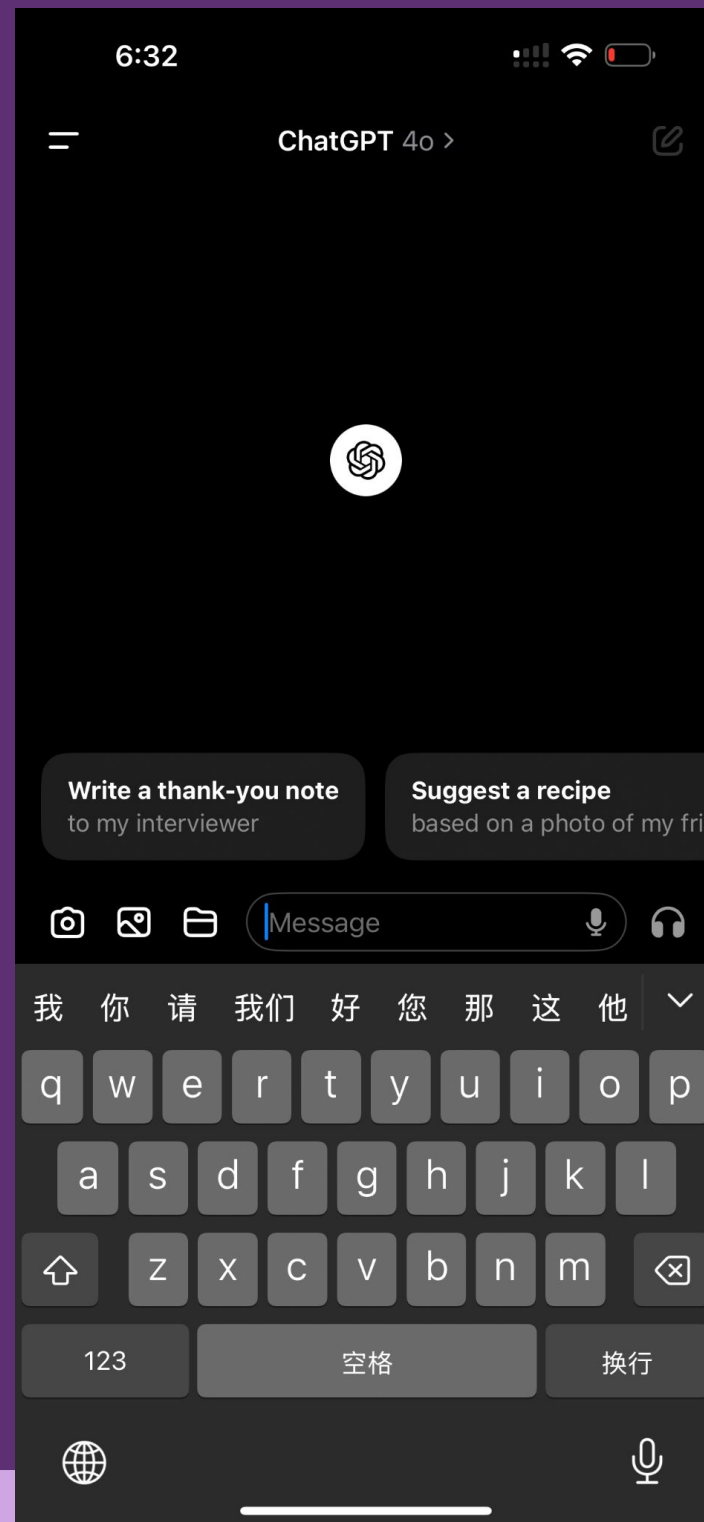 6:32
ChatGPT 4o >
Write a thank-you note
to my interviewer
Suggest a recipe
based on a photo of my fri
Message
我 你 请 我们 好 您 那 这 他
q w e r t y u i o p
a s d f g h j k l
z x c v b n m
123 空格 换行